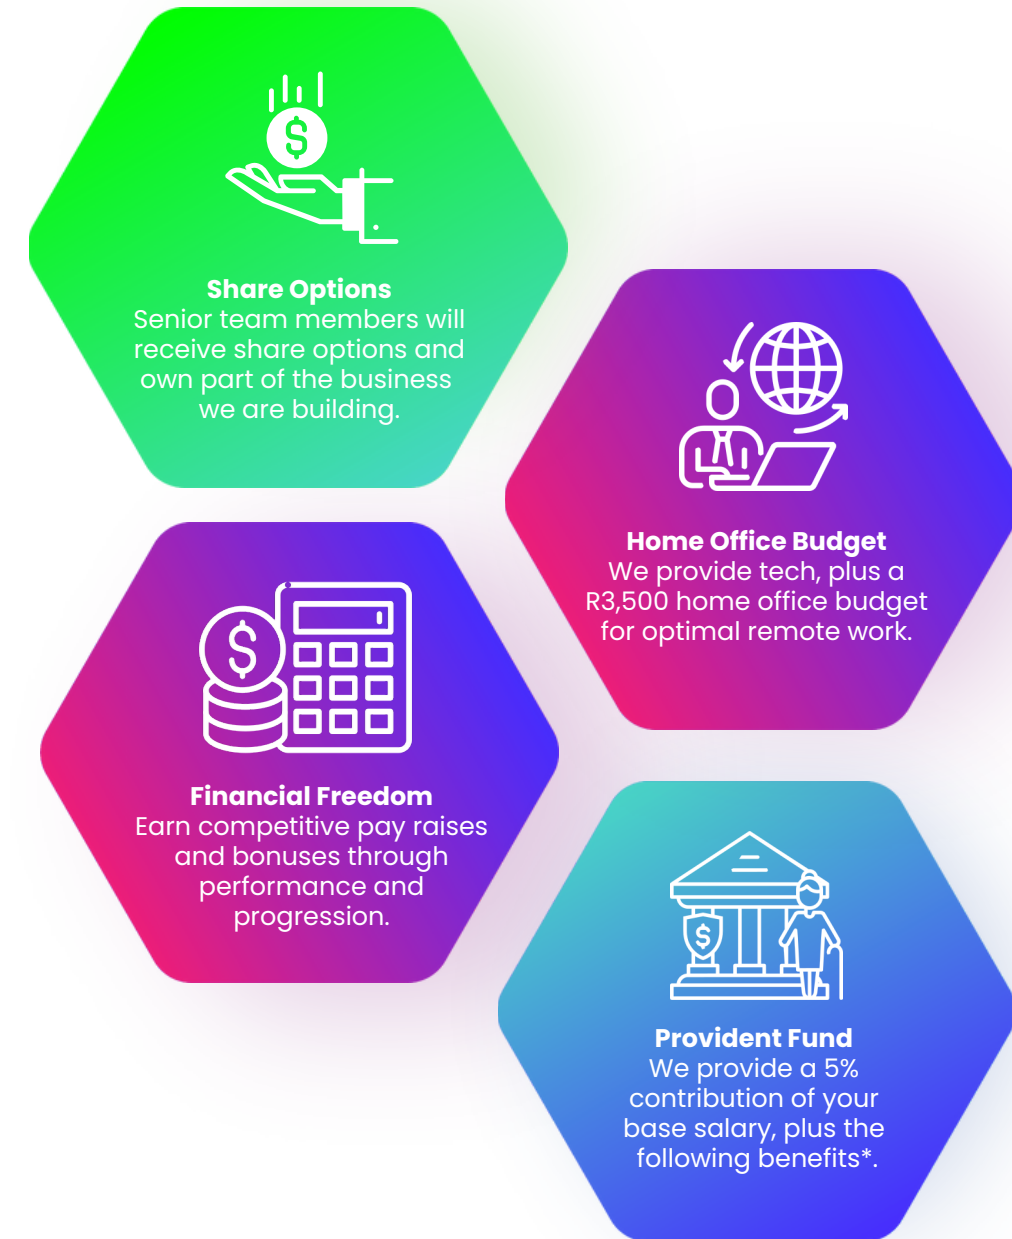 Share Options
Senior team members will
receive share options and
own part of the business
we are building.
Home Office Budget
We provide tech, plus a
R3,500 home office budget
for optimal remote work.
Financial Freedom
Earn competitive pay raises
and bonuses through
performance and
progression.
Provident Fund
We provide a 5%
contribution of your
base salary, plus the
following benefits*.